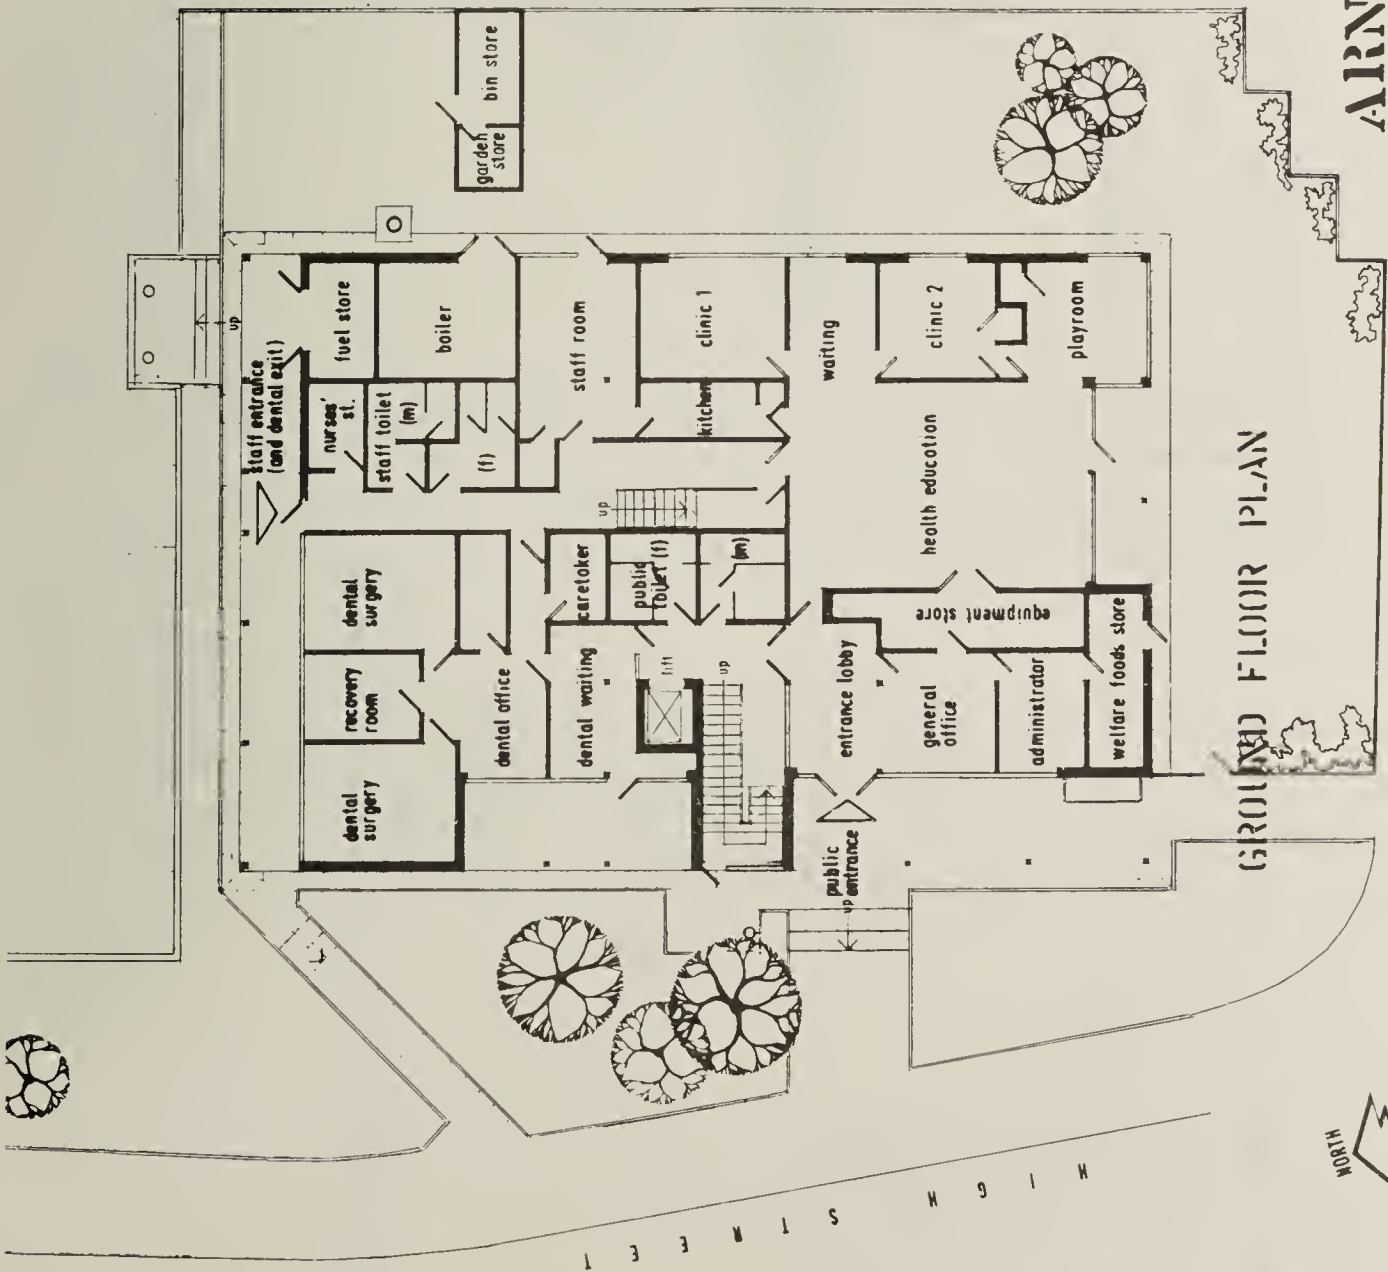 ARN
GROUND FLOOR PLAN
bin store
garden
store
staff entrance
(and dental exit)
up
fuel store
boiler
staff room
clinic 1
waiting
clinic 2
playroom
nurses'
st.
staff toilet
(m)
(f)
kitchen
health education
up
dental
surgery
caretaker
public
toilet (f)
(m)
equipment store
recovery
room
dental office
dental waiting
lift
up
entrance lobby
general
office
administrator
welfare foods store
dental
surgery
public
entrance
up
HIGH STREET
NORTH